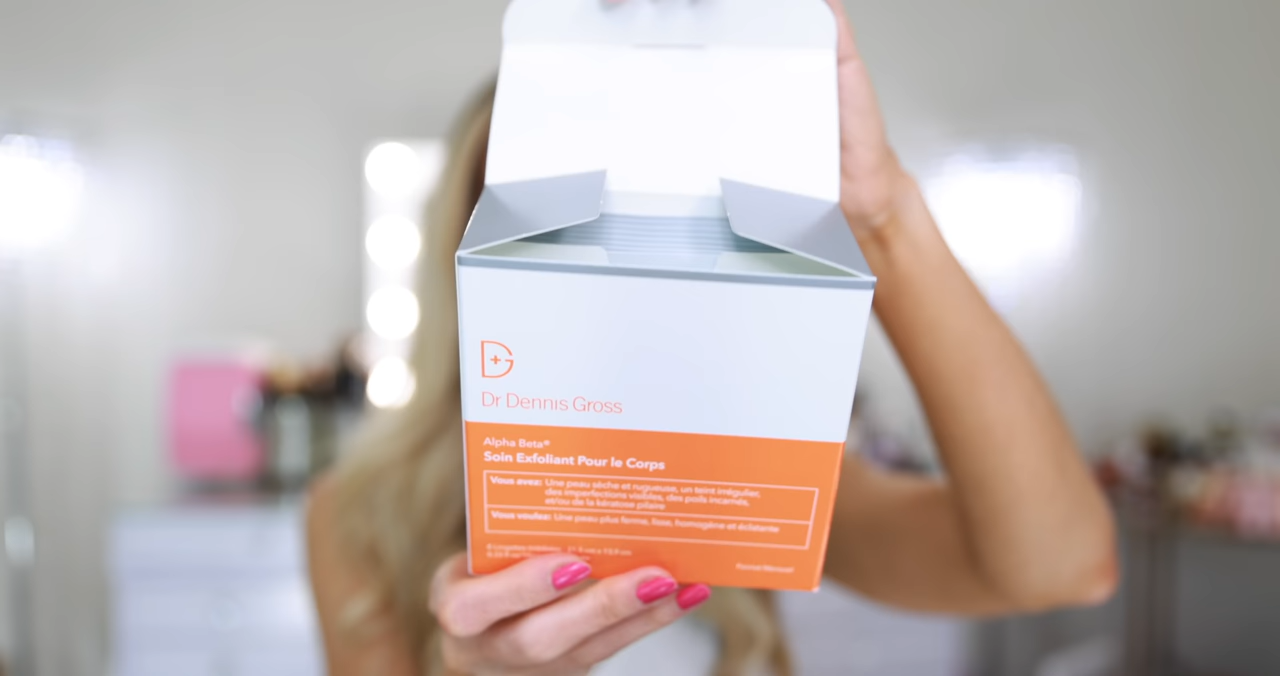 Dr Dennis Gross
Alpha Beta®
Soin Exfoliant Pour le Corps
Vous avez: Une peau sèche et rugueuse, un teint irrégulier,
des imperfections visibles, des poils incarnés,
et/ou de la kératose pilaire
Vous voulez: Une peau plus ferme, lisse, homogène et éclatante